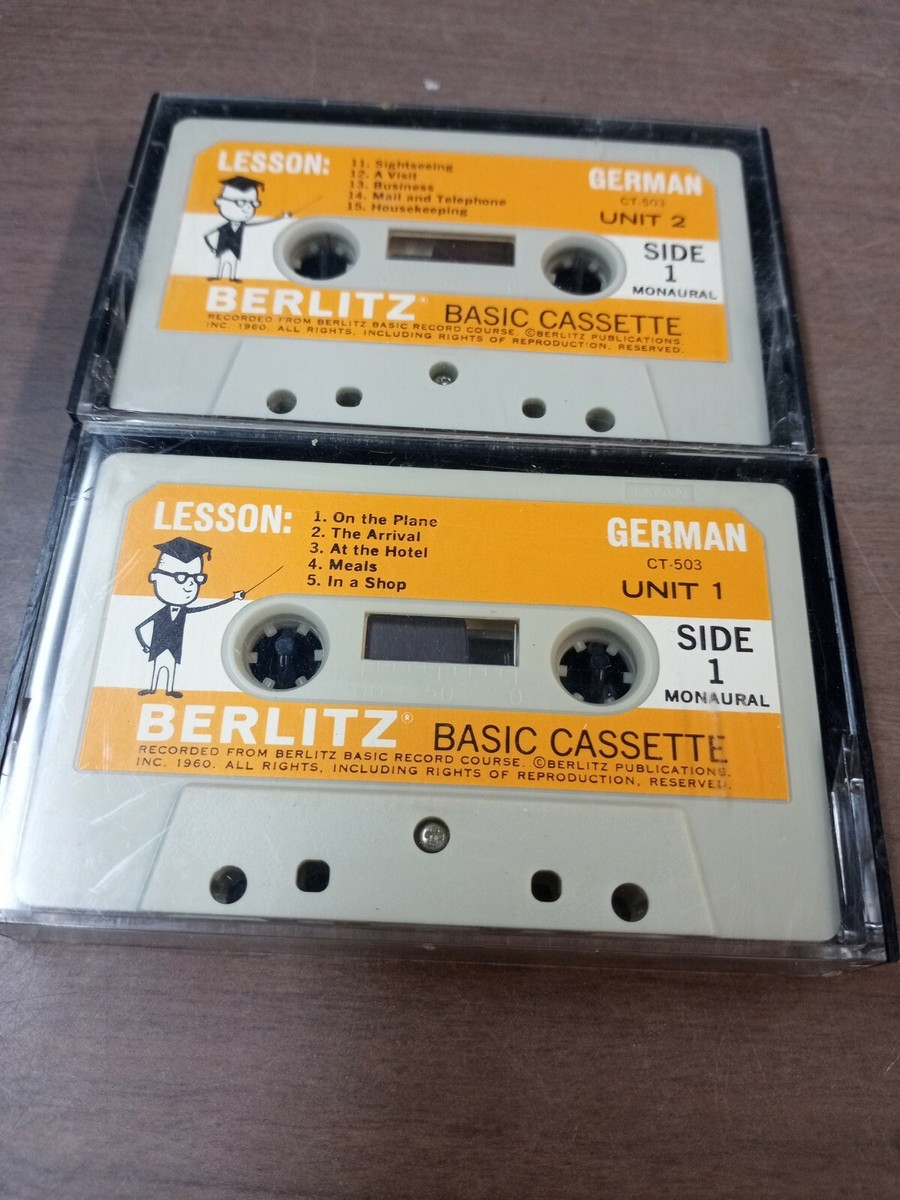 LESSON:
11. Sightseeing
12. A Visit
13. Business
14. Mail and Telephone
15. Housekeeping
GERMAN
CT-503
UNIT 2
SIDE
1
MONAURAL
BERLITZ® BASIC CASSETTE
RECORDED FROM BERLITZ BASIC RECORD COURSE. ©BERLITZ PUBLICATIONS,
INC. 1960. ALL RIGHTS, INCLUDING RIGHTS OF REPRODUCTION, RESERVED.
LESSON:
1. On the Plane
2. The Arrival
3. At the Hotel
4. Meals
5. In a Shop
GERMAN
CT-503
UNIT 1
SIDE
1
MONAURAL
BERLITZ® BASIC CASSETTE
RECORDED FROM BERLITZ BASIC RECORD COURSE. ©BERLITZ PUBLICATIONS,
INC. 1960. ALL RIGHTS, INCLUDING RIGHTS OF REPRODUCTION, RESERVED.